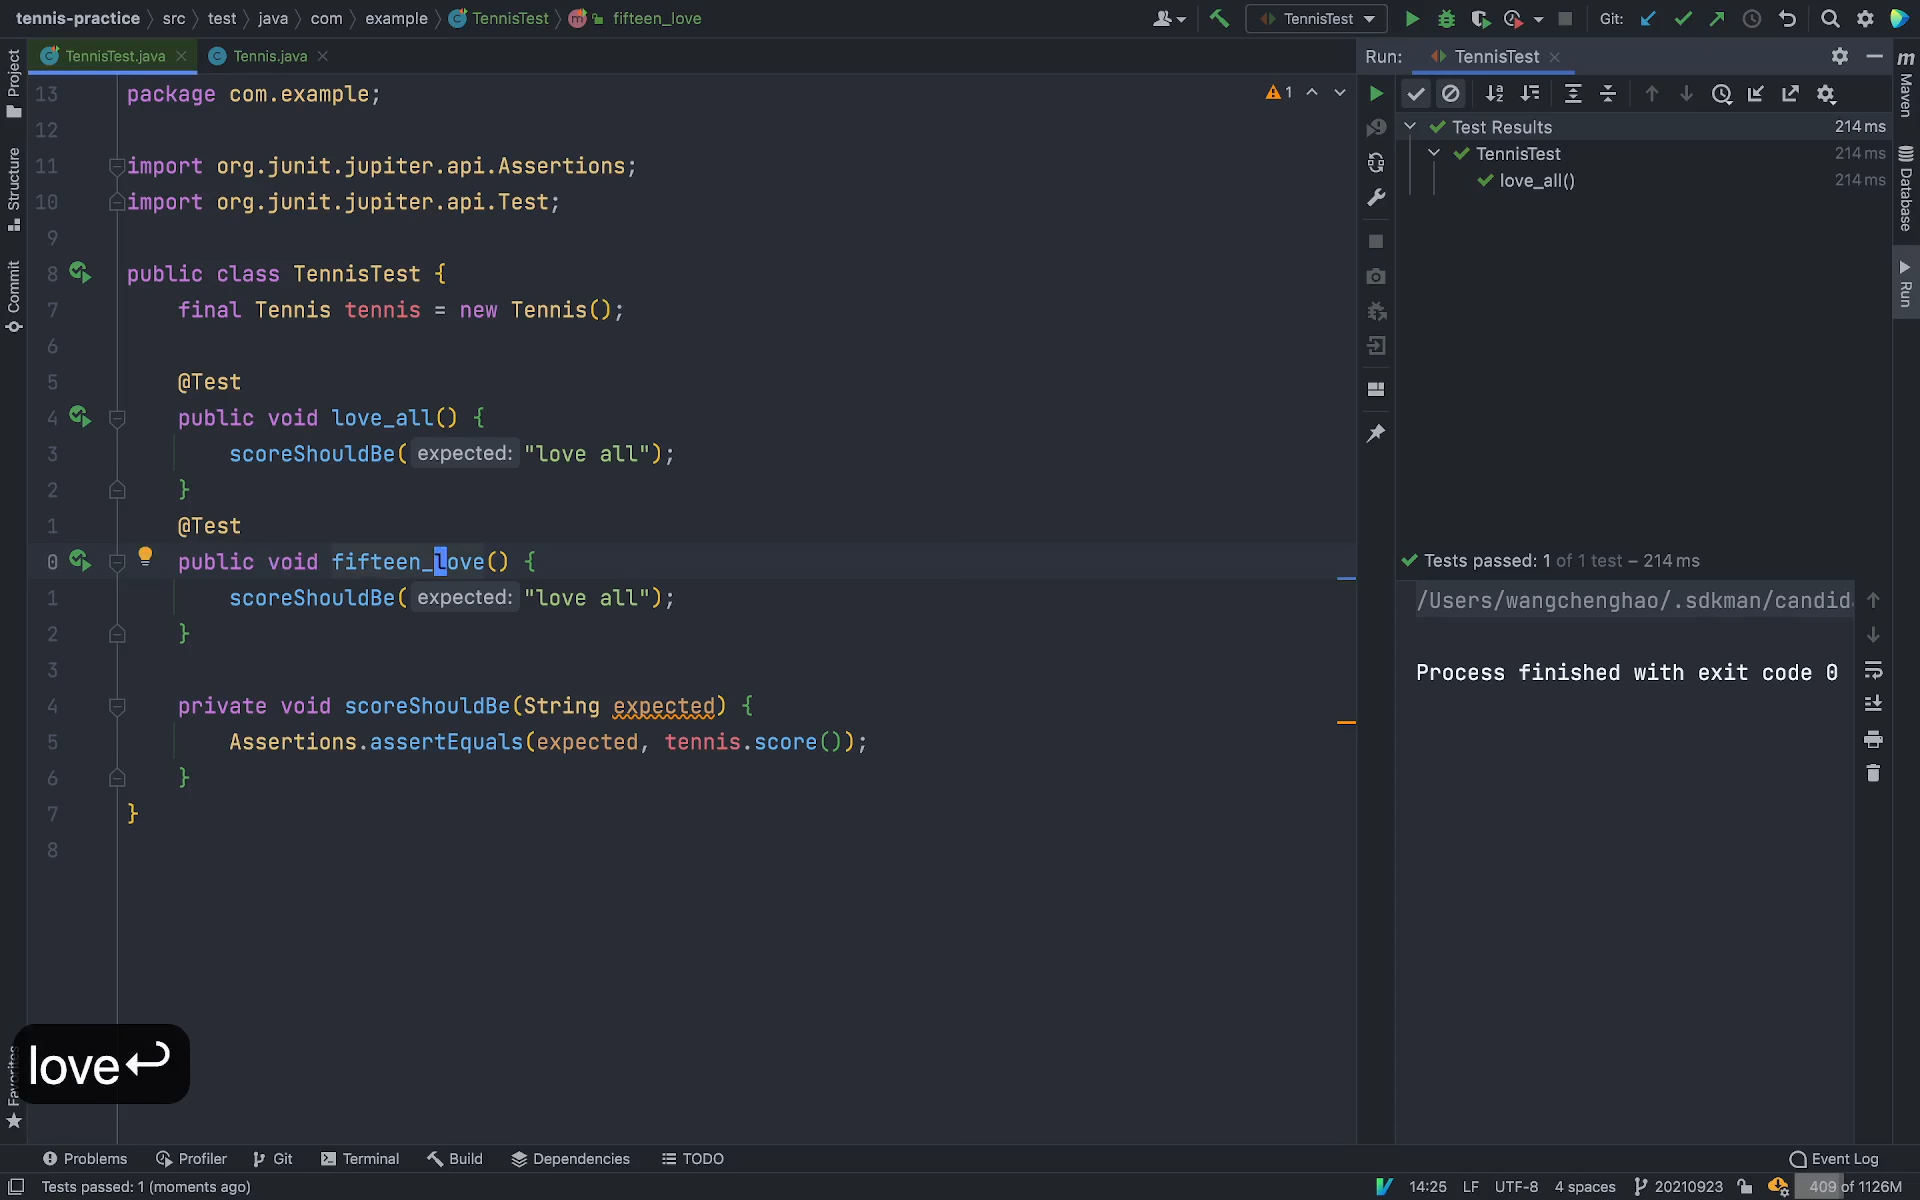 tennis-practice src test java com example TennisTest fifteen_love TennisTest Git:
TennisTest.java Tennis.java Run: TennisTest
13 package com.example; 1
12
11 import org.junit.jupiter.api.Assertions;
10 import org.junit.jupiter.api.Test;
9
8 public class TennisTest {
7 final Tennis tennis = new Tennis();
6
5 @Test
4 public void love_all() {
3 scoreShouldBe( expected: "love all");
2 }
1 @Test
0 public void fifteen_love() {
1 scoreShouldBe( expected: "love all");
2 }
3
4 private void scoreShouldBe(String expected) {
5 Assertions.assertEquals(expected, tennis.score());
6 }
7 }
8
Test Results 214 ms
TennisTest 214 ms
love_all() 214 ms
Tests passed: 1 of 1 test – 214 ms
/Users/wangchenghao/.sdkman/candid
Process finished with exit code 0
Project
Structure
Commit
Favorites
Maven
Database
Run
love
Problems Profiler Git Terminal Build Dependencies TODO Event Log
Tests passed: 1 (moments ago) 14:25 LF UTF-8 4 spaces 20210923 409 of 1126M